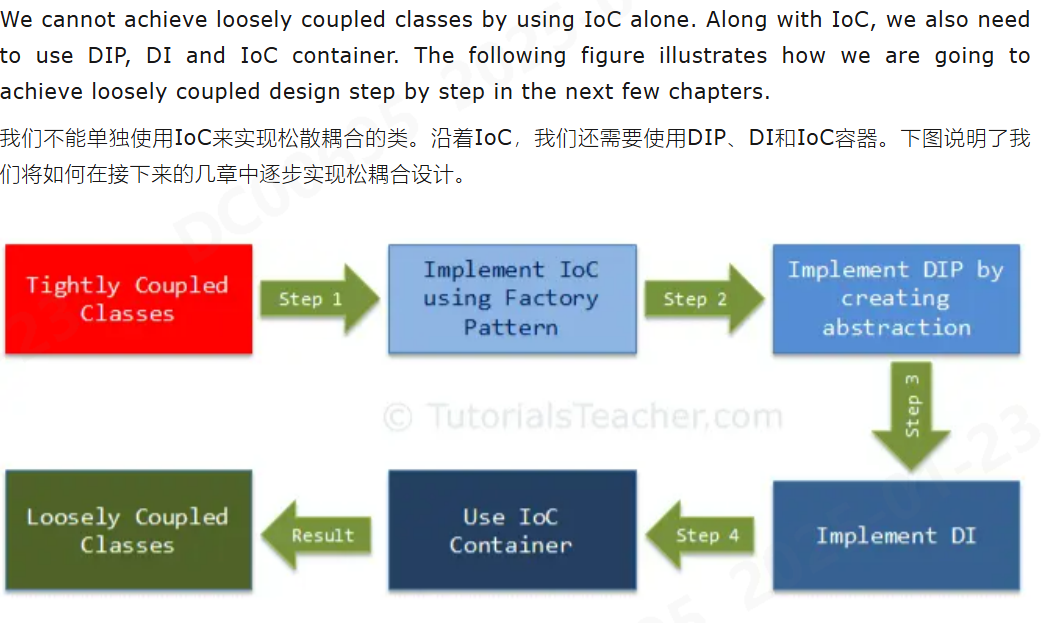 We cannot achieve loosely coupled classes by using IoC alone. Along with IoC, we also need
to use DIP, DI and IoC container. The following figure illustrates how we are going to
achieve loosely coupled design step by step in the next few chapters.
我们不能单独使用IoC来实现松散耦合的类。沿着IoC，我们还需要使用DIP、DI和IoC容器。下图说明了我
们将如何在接下来的几章中逐步实现松耦合设计。
Tightly Coupled
Classes
Step 1
Implement IoC
using Factory
Pattern
Step 2
Implement DIP by
creating
abstraction
Step 3
© TutorialsTeacher.com
Loosely Coupled
Classes
Result
Use IoC
Container
Step 4
Implement DI